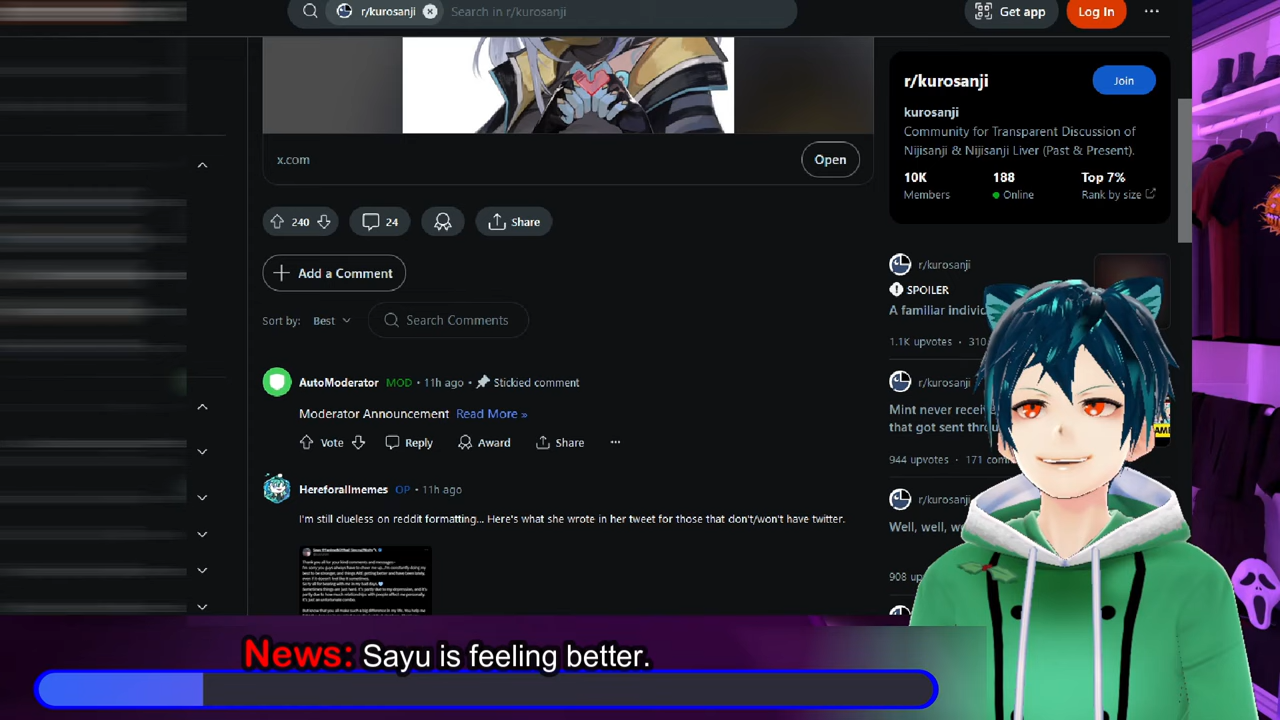 r/kurosanji
Search in r/kurosanji
Get app
Log In
r/kurosanji
Join
kurosanji
Community for Transparent Discussion of
Nijisanji & Nijisanji Liver (Past & Present).
10K
188
Top 7%
Members
Online
Rank by size
x.com
Open
240
24
Share
Add a Comment
Sort by:
Best
Search Comments
r/kurosanji
SPOILER
A familiar
1.1K upvotes • 310
AutoModerator MOD • 11h ago • Stickied comment
Moderator Announcement Read More »
Vote
Reply
Award
Share
r/kurosanji
Mint never
that got sent
944 upvotes • 171
Hereforallmemes OP • 11h ago
I'm still clueless on reddit formatting... Here's what she wrote in her tweet for those that don't/won't have twitter.
r/kurosanji
Well, well,
908
News: Sayu is feeling better.